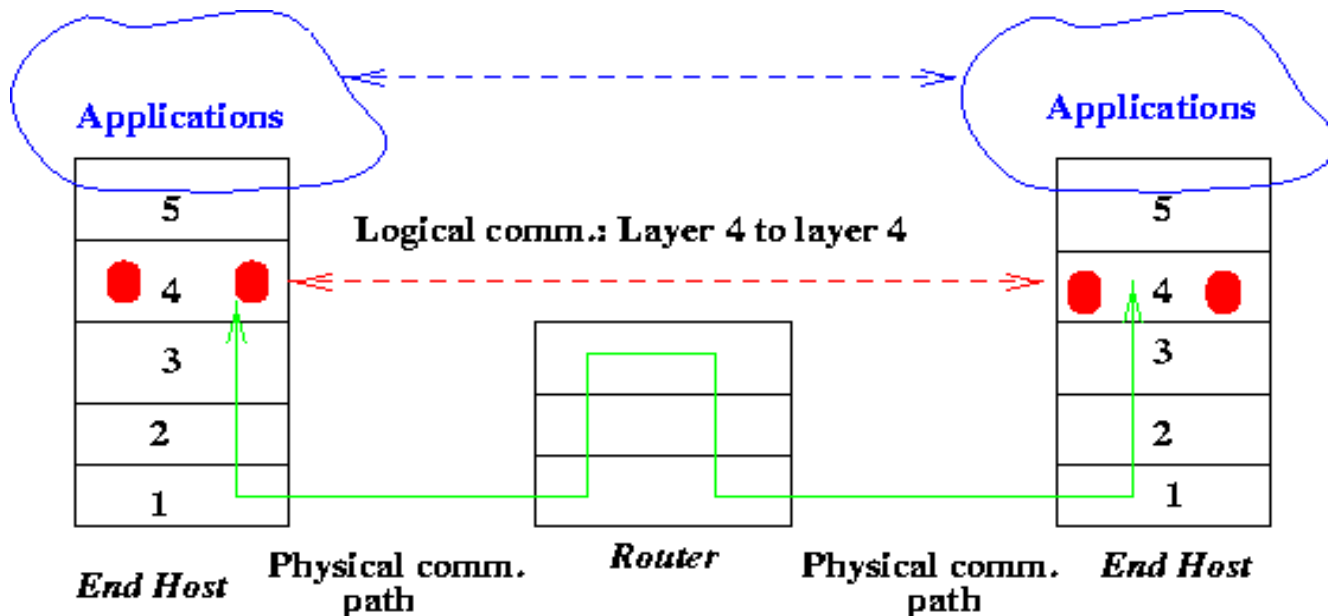 Applications
Applications
5
5
Logical comm.: Layer 4 to layer 4
4
4
3
3
2
2
1
1
End Host
Physical comm.
path
Router
Physical comm.
path
End Host